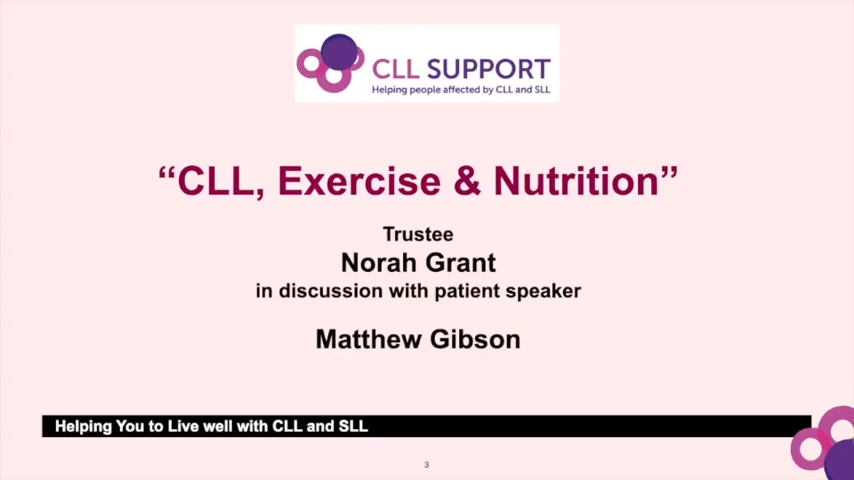 CLL SUPPORT
Helping people affected by CLL and SLL
“CLL, Exercise & Nutrition”
Trustee
Norah Grant
in discussion with patient speaker
Matthew Gibson
Helping You to Live well with CLL and SLL
3